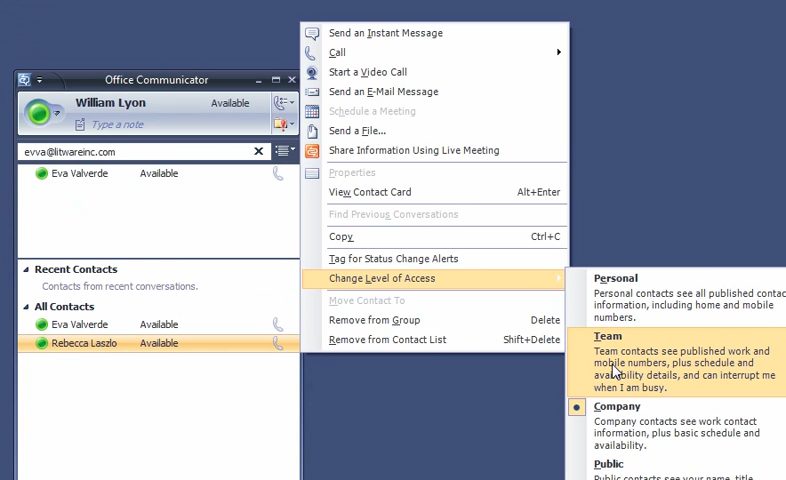 Office Communicator
William Lyon Available
Type a note
evva@litwareinc.com
Eva Valverde Available
Recent Contacts
Contacts from recent conversations.
All Contacts
Eva Valverde Available
Rebecca Laszlo Available
Send an Instant Message
Call
Start a Video Call
Send an E-Mail Message
Schedule a Meeting
Send a File...
Share Information Using Live Meeting
Properties
View Contact Card Alt+Enter
Find Previous Conversations
Copy Ctrl+C
Tag for Status Change Alerts
Change Level of Access
Move Contact To
Remove from Group Delete
Remove from Contact List Shift+Delete
Personal
Personal contacts see all published
information, including home and mobile
numbers.
Team
Team contacts see published work and
mobile numbers, plus schedule and
availability details, and can interrupt me
when I am busy.
Company
Company contacts see work contact
information, plus basic schedule and
availability.
Public
Public contacts see your name, title